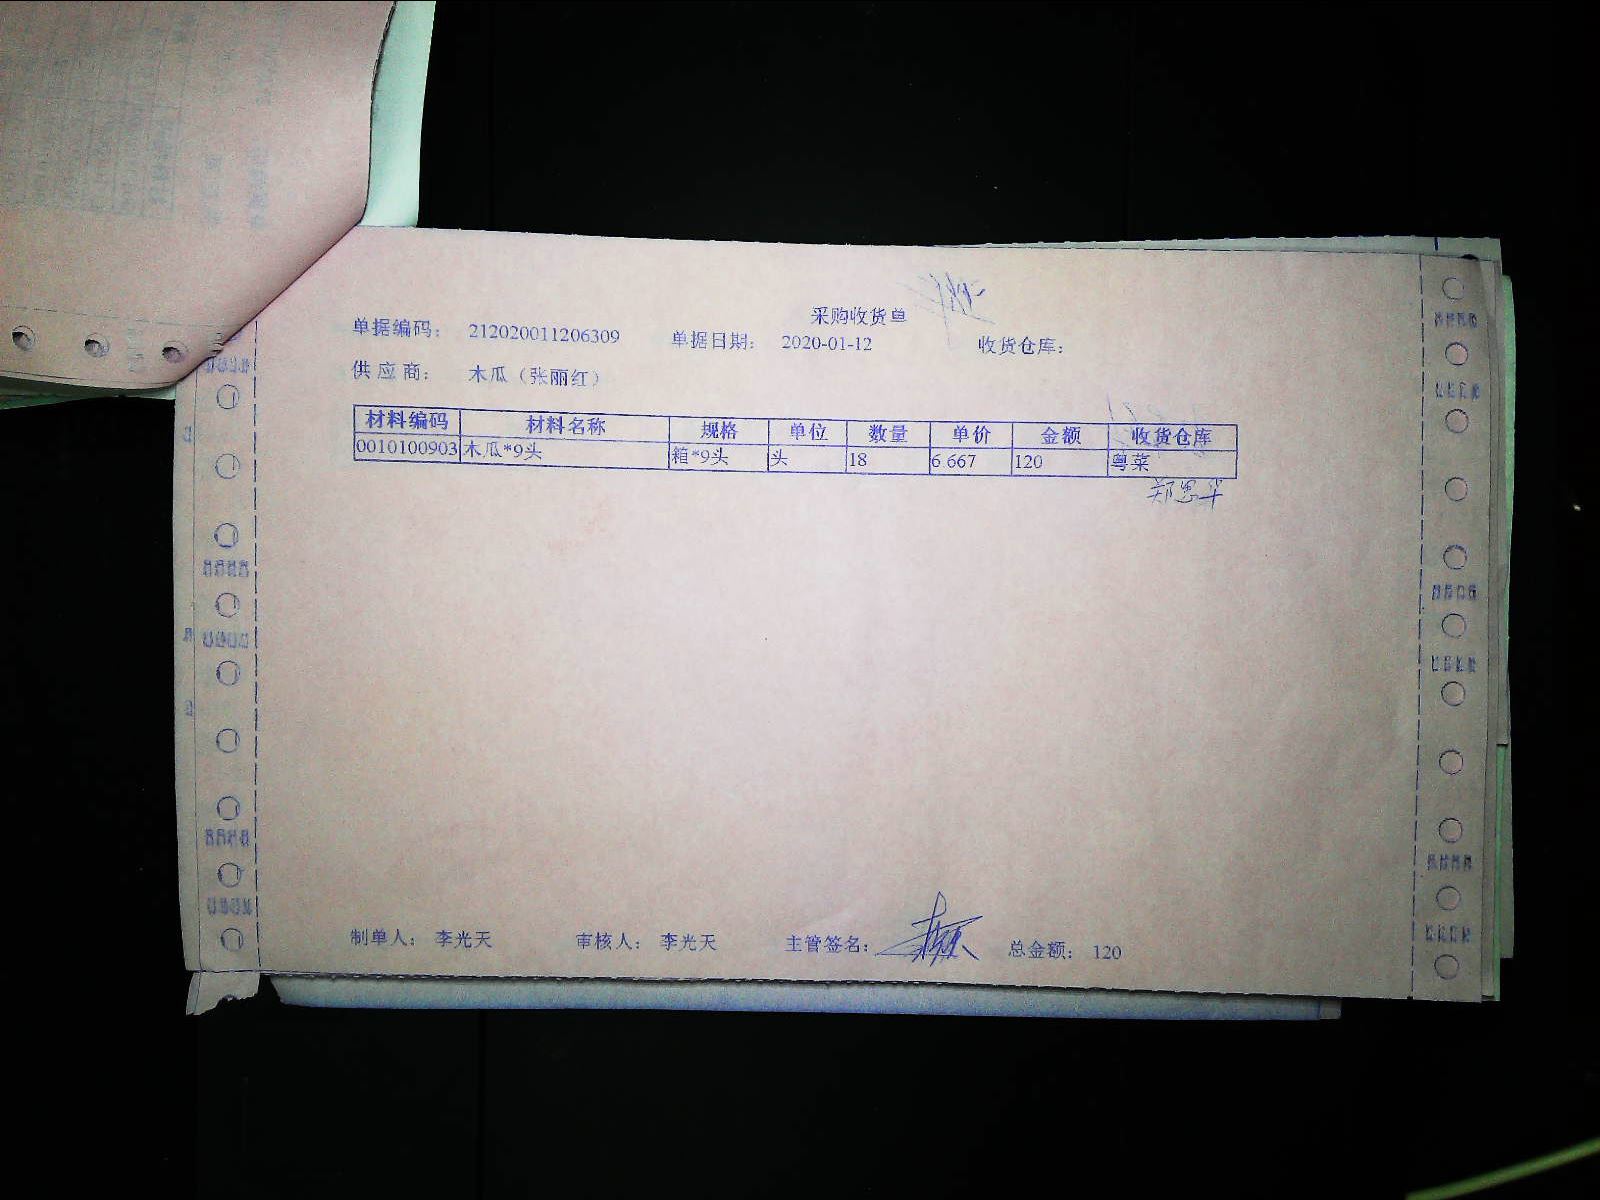 采购收货单
单据编码： 212020011206309 单据日期： 2020-01-12 收货仓库：
供应商： 木瓜（张丽红）
材料编码 材料名称 规格 单位 数量 单价 金额 收货仓库
0010100903 木瓜*9头 箱*9头 头 18 6.667 120 粤菜
郑思华
制单人： 李光天 审核人： 李光天 主管签名： 总金额： 120